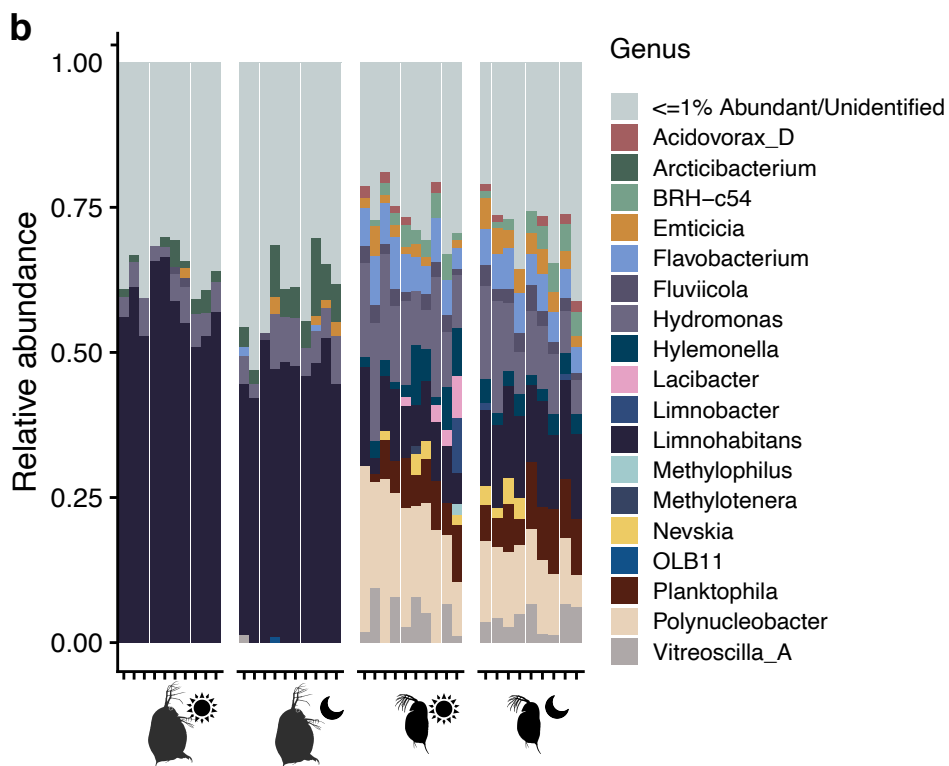 b
Relative abundance
1.00
0.75
0.50
0.25
0.00
Genus
<=1% Abundant/Unidentified
Acidovorax_D
Arcticibacterium
BRH−c54
Emticicia
Flavobacterium
Fluviicola
Hydromonas
Hylemonella
Lacibacter
Limnobacter
Limnohabitans
Methylophilus
Methylotenera
Nevskia
OLB11
Planktophila
Polynucleobacter
Vitreoscilla_A